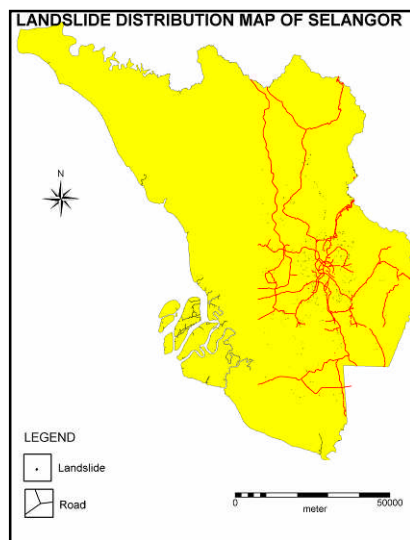 LANDSLIDE DISTRIBUTION MAP OF SELANGOR
N
LEGEND
Landslide
Road
0 50000
meter